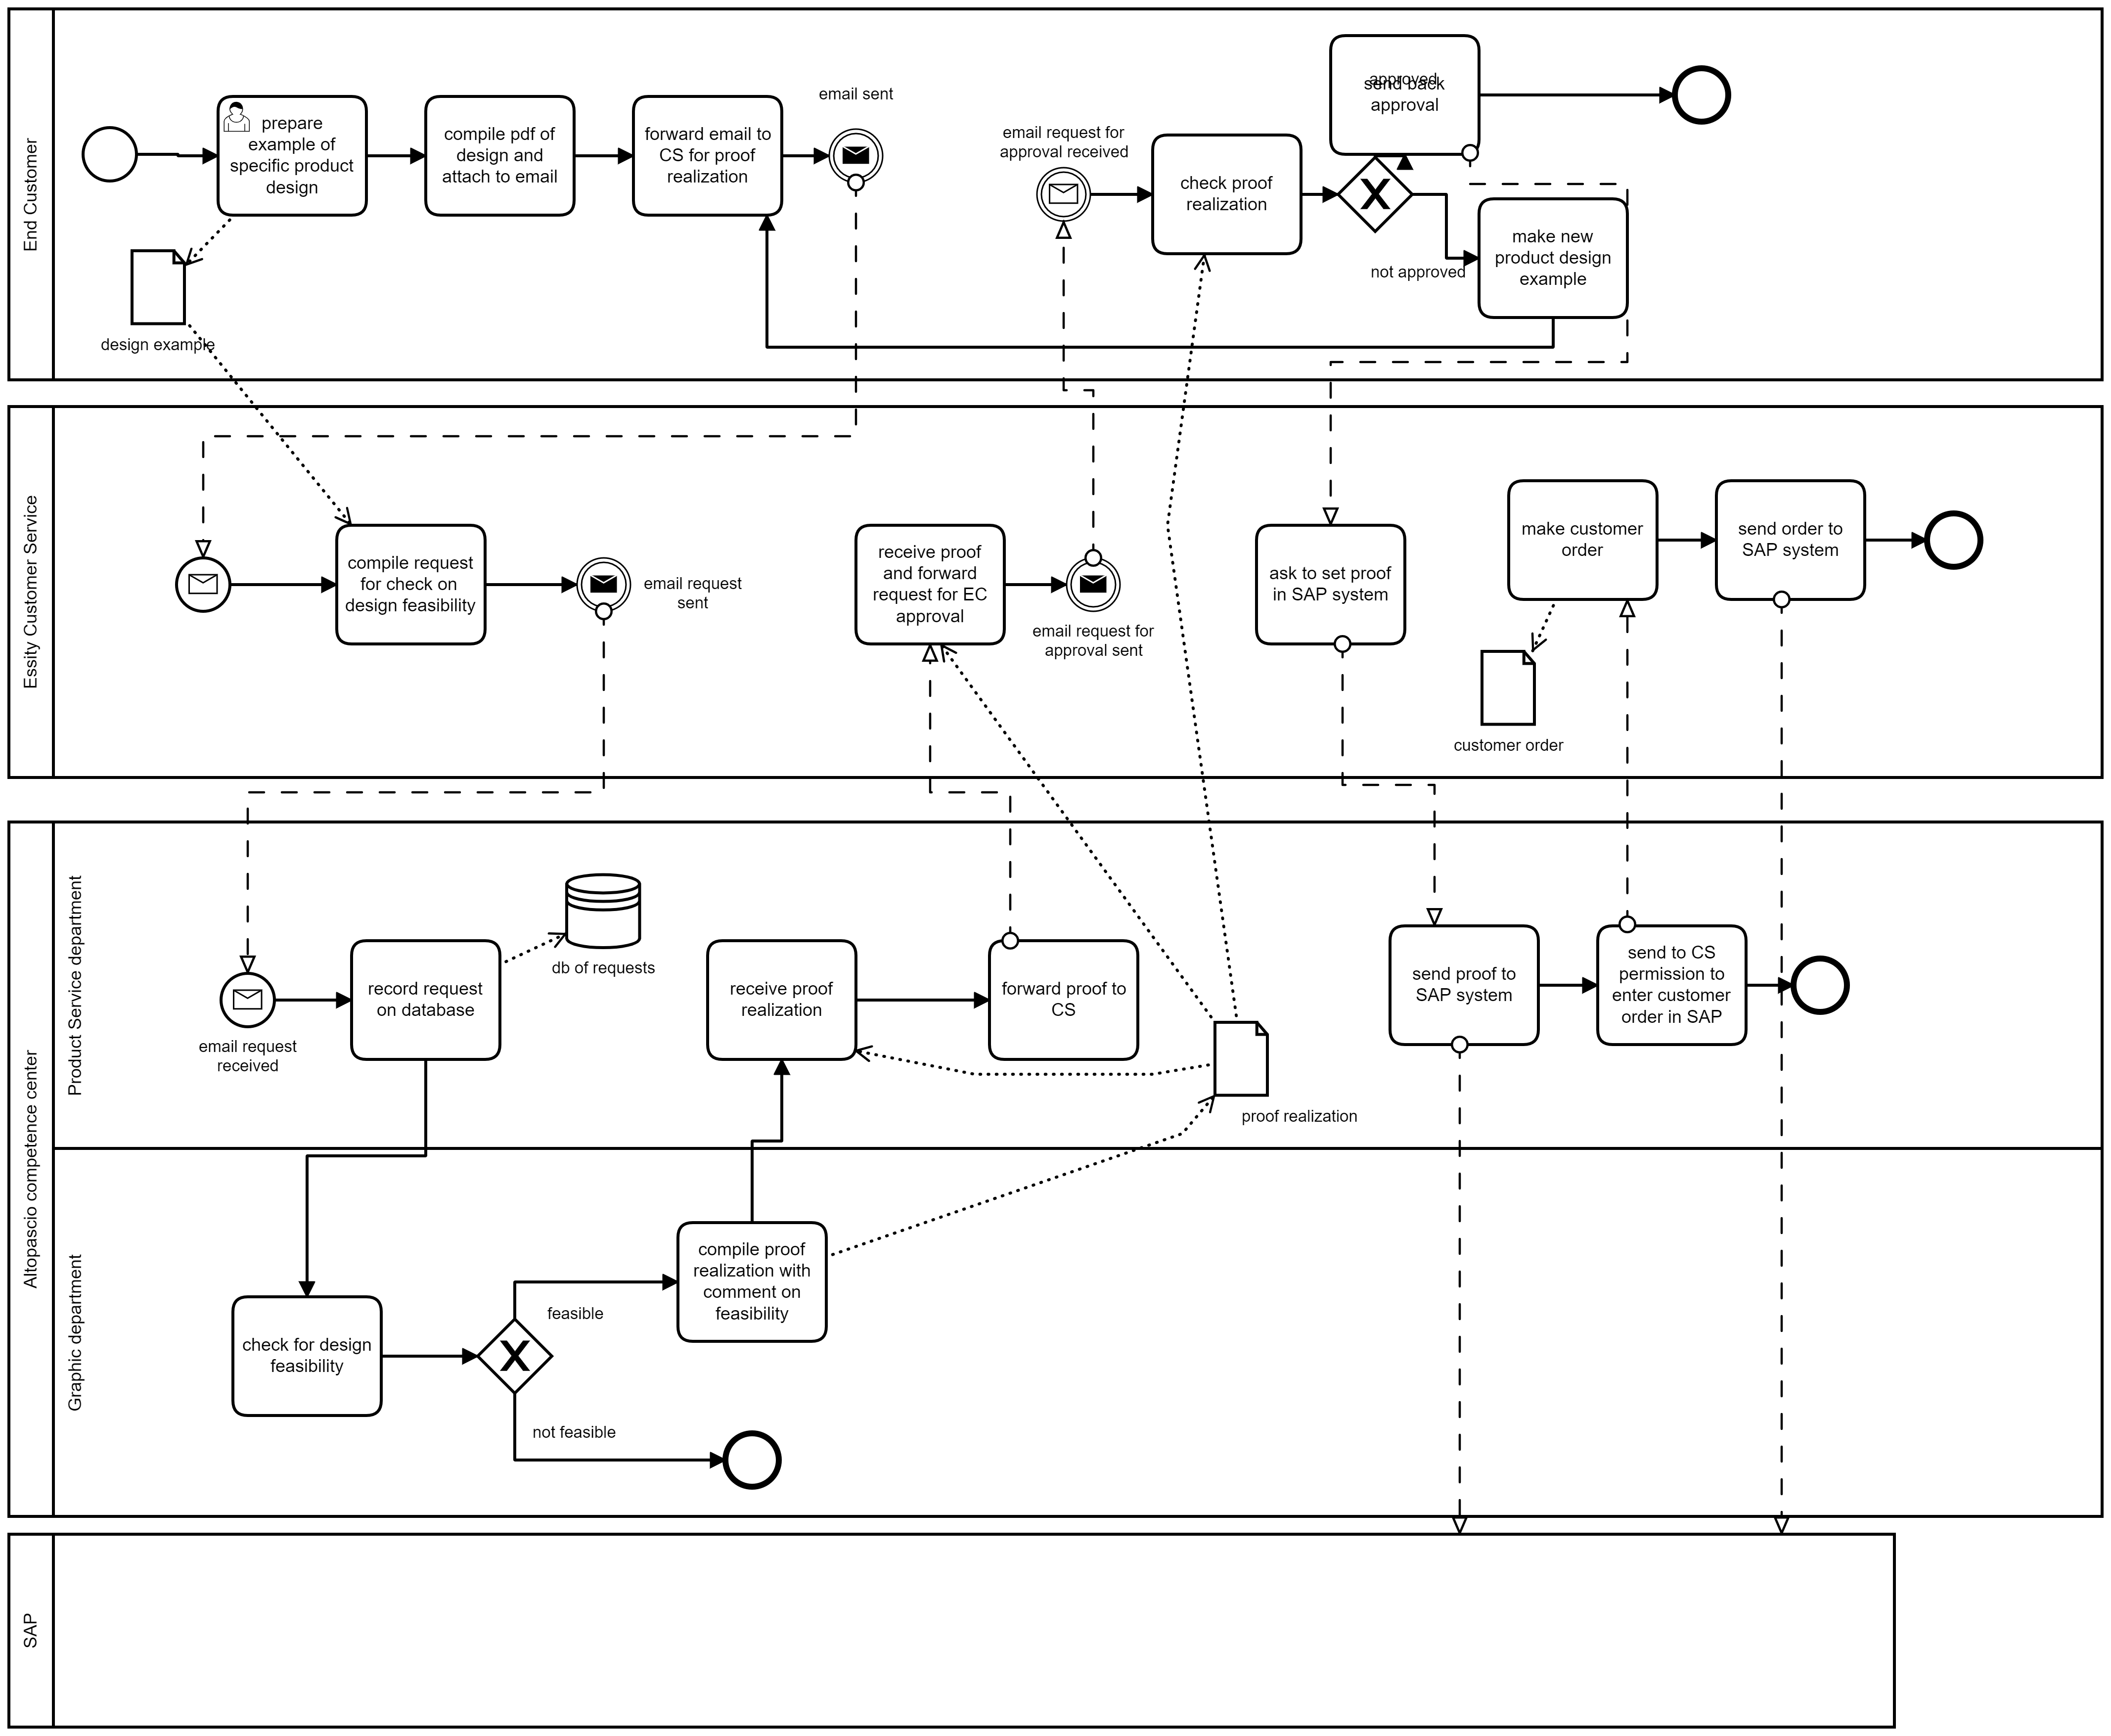 End Customer
prepare
example of
specific product
design
compile pdf of
design and
attach to email
forward email to
CS for proof
realization
email sent
design example
email request for
approval received
check proof
realization
approved
send back
approval
not approved
make new
product design
example
Essity Customer Service
compile request
for check on
design feasibility
email request
sent
receive proof
and forward
request for EC
approval
email request for
approval sent
ask to set proof
in SAP system
make customer
order
send order to
SAP system
customer order
Altopascio competence center
Product Service department
email request
received
record request
on database
db of requests
receive proof
realization
forward proof to
CS
proof realization
send proof to
SAP system
send to CS
permission to
enter customer
order in SAP
Graphic department
check for design
feasibility
feasible
not feasible
compile proof
realization with
comment on
feasibility
SAP